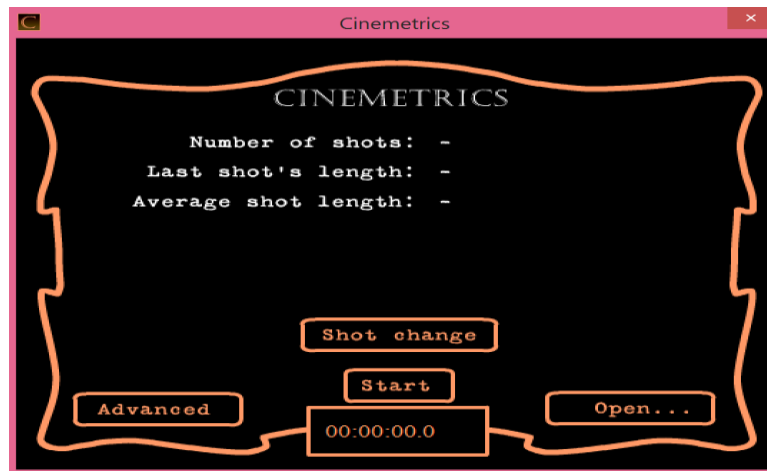 C Cinemetrics ×
CINEMETRICS
Number of shots: -
Last shot's length: -
Average shot length: -
Shot change
Start
Advanced
Open...
00:00:00.0